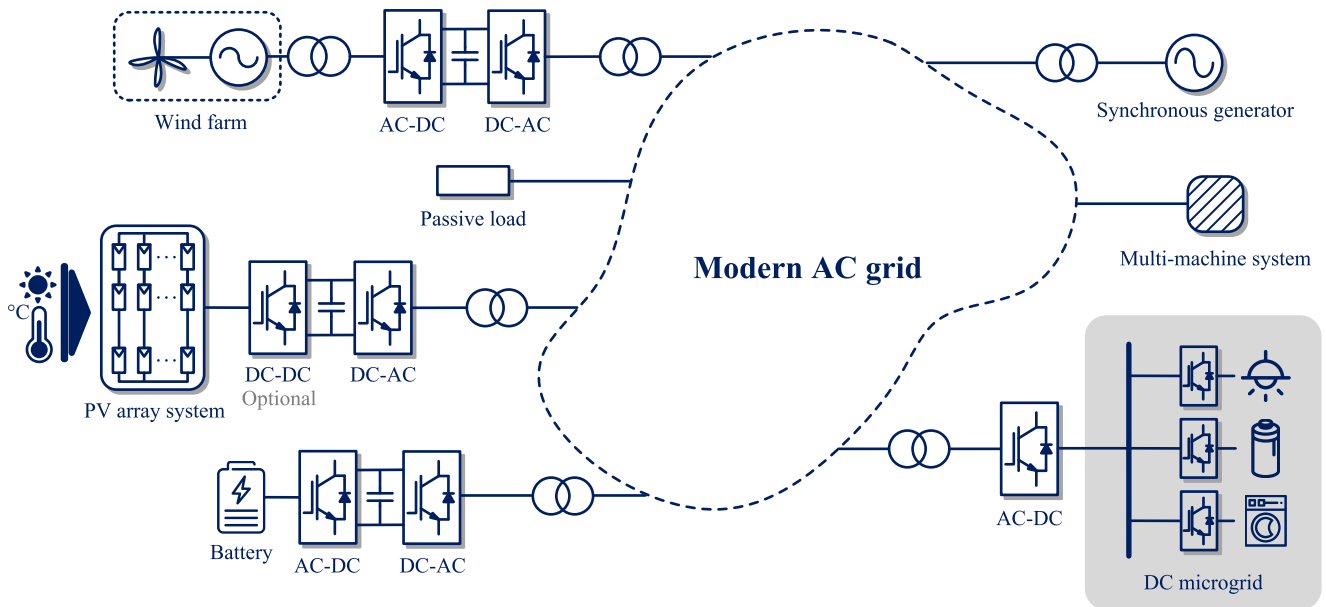 Wind farm
AC-DC
DC-AC
Synchronous generator
Passive load
Multi-machine system
Modern AC grid
°C
PV array system
DC-DC
Optional
DC-AC
Battery
AC-DC
DC-AC
AC-DC
DC microgrid